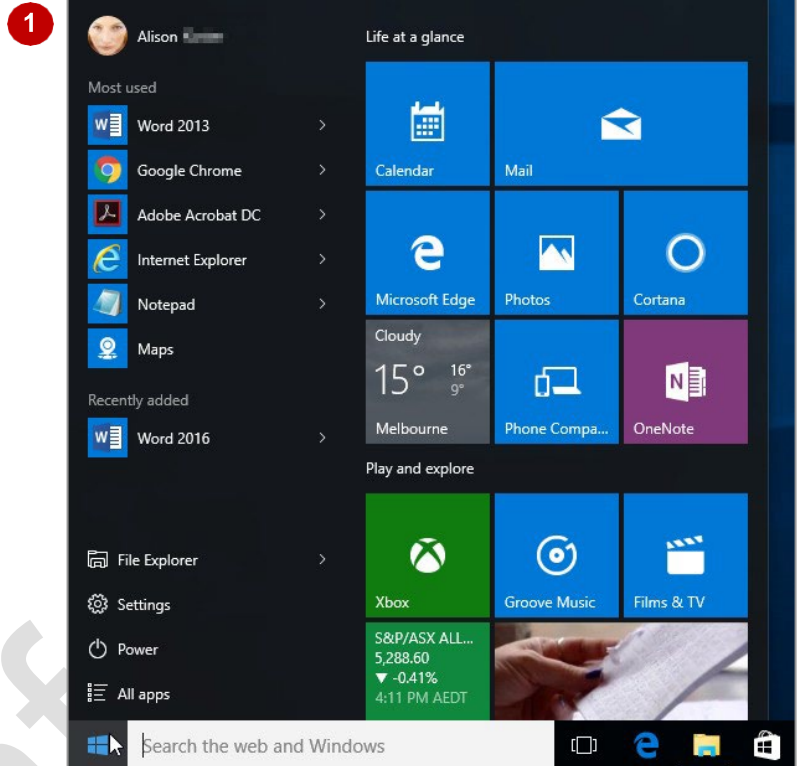 1
Alison
Most used
Word 2013
Google Chrome
Adobe Acrobat DC
Internet Explorer
Notepad
Maps
Recently added
Word 2016
File Explorer
Settings
Power
All apps
Life at a glance
Calendar
Mail
Microsoft Edge
Photos
Cortana
Cloudy
15° 16°
9°
Melbourne
Phone Compa...
OneNote
Play and explore
Xbox
Groove Music
Films & TV
S&P/ASX ALL...
5,288.60
▼ -0.41%
4:11 PM AEDT
Search the web and Windows